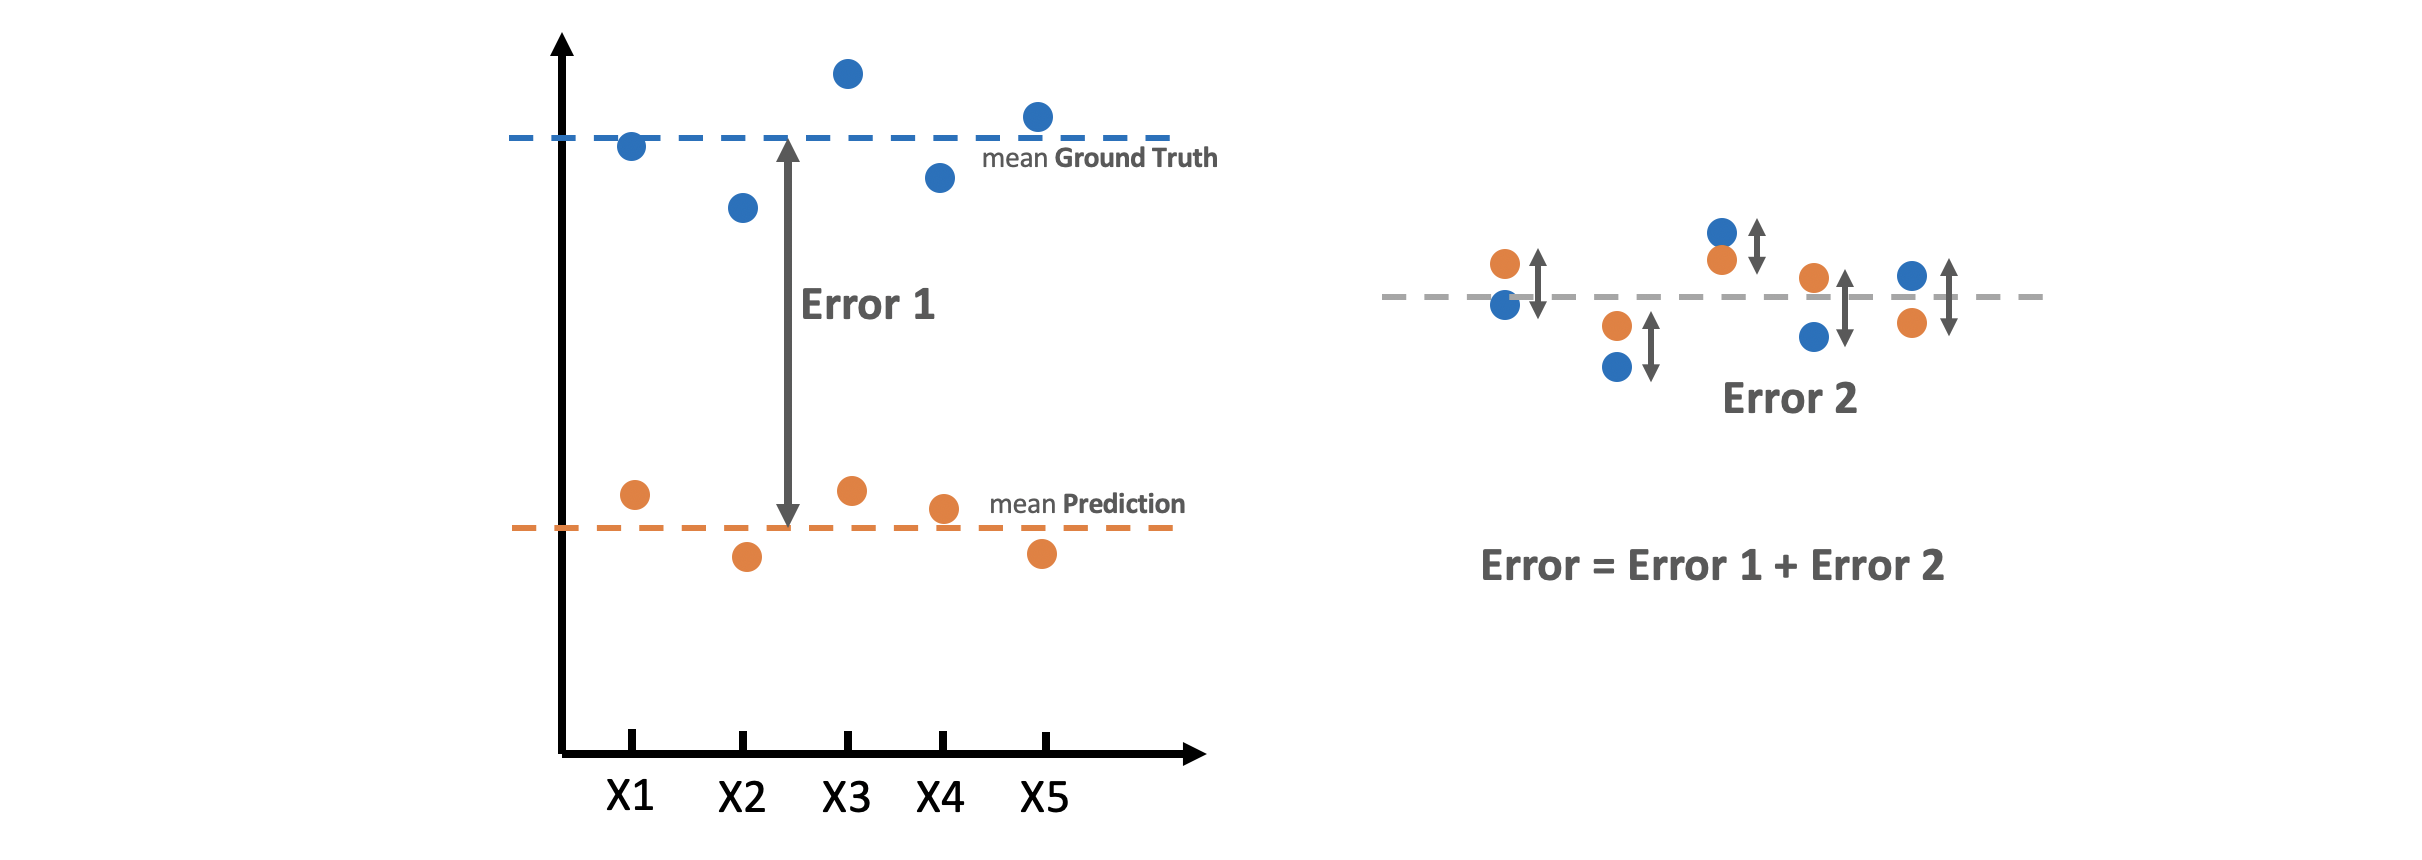 mean Ground Truth
Error 1
mean Prediction
X1 X2 X3 X4 X5
Error 2
Error = Error 1 + Error 2